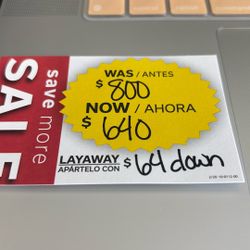 save more
SALE
WAS / ANTES
$ 800
NOW / AHORA
$ 640
LAYAWAY
APÁRTELO CON
$ 64 down